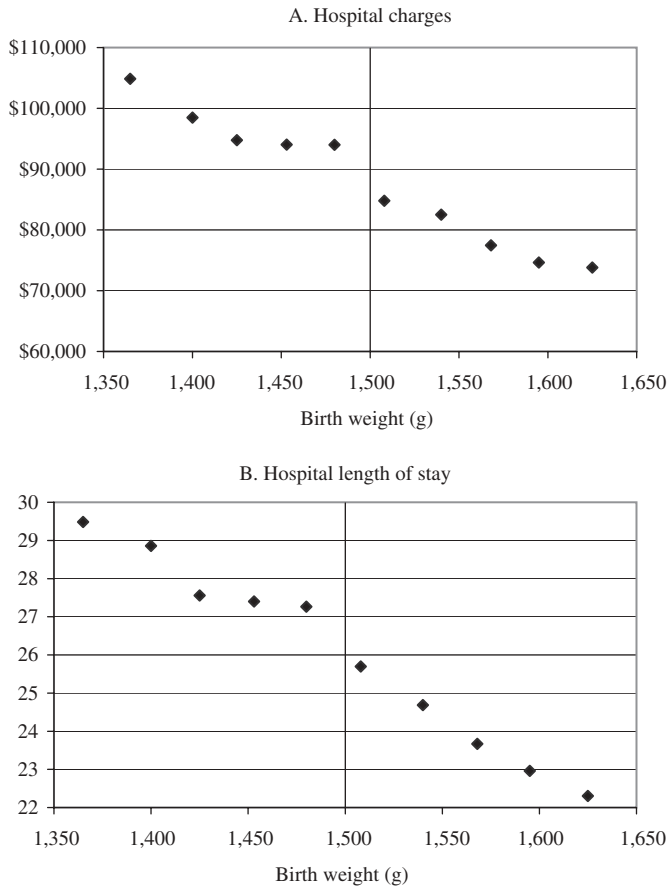 A. Hospital charges
$110,000
$100,000
$90,000
$80,000
$70,000
$60,000
1,350 1,400 1,450 1,500 1,550 1,600 1,650
Birth weight (g)
B. Hospital length of stay
30
29
28
27
26
25
24
23
22
1,350 1,400 1,450 1,500 1,550 1,600 1,650
Birth weight (g)